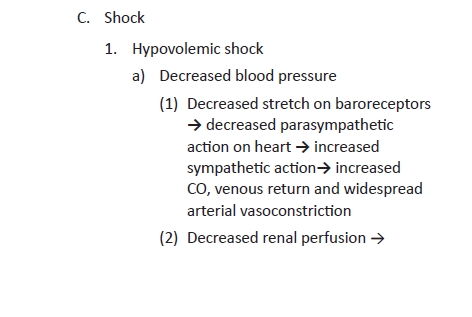 C. Shock
1. Hypovolemic shock
a) Decreased blood pressure
(1) Decreased stretch on baroreceptors
→ decreased parasympathetic
action on heart → increased
sympathetic action→ increased
CO, venous return and widespread
arterial vasoconstriction
(2) Decreased renal perfusion →